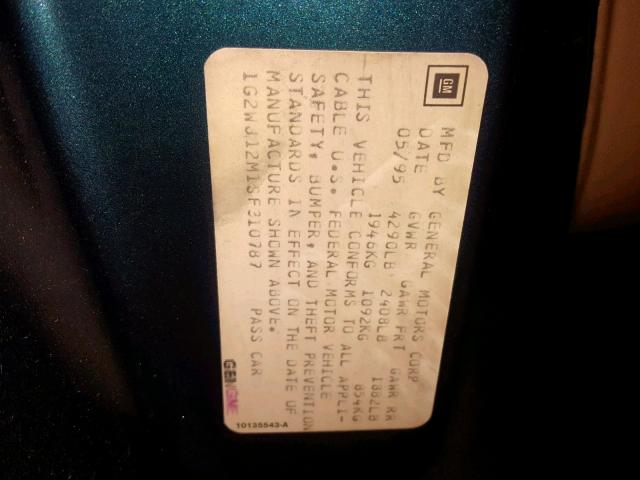 GM
MFD BY GENERAL MOTORS CORP
DATE GVWR GAWR FRT GAWR RR
05/95 4290LB 2408LB 1882LB
1946KG 1092KG 854KG
THIS VEHICLE CONFORMS TO ALL APPLI-
CABLE U.S. FEDERAL MOTOR VEHICLE
SAFETY, BUMPER, AND THEFT PREVENTION
STANDARDS IN EFFECT ON THE DATE OF
MANUFACTURE SHOWN ABOVE.
1G2WJ12M1SF310787 PASS CAR
10135543-A